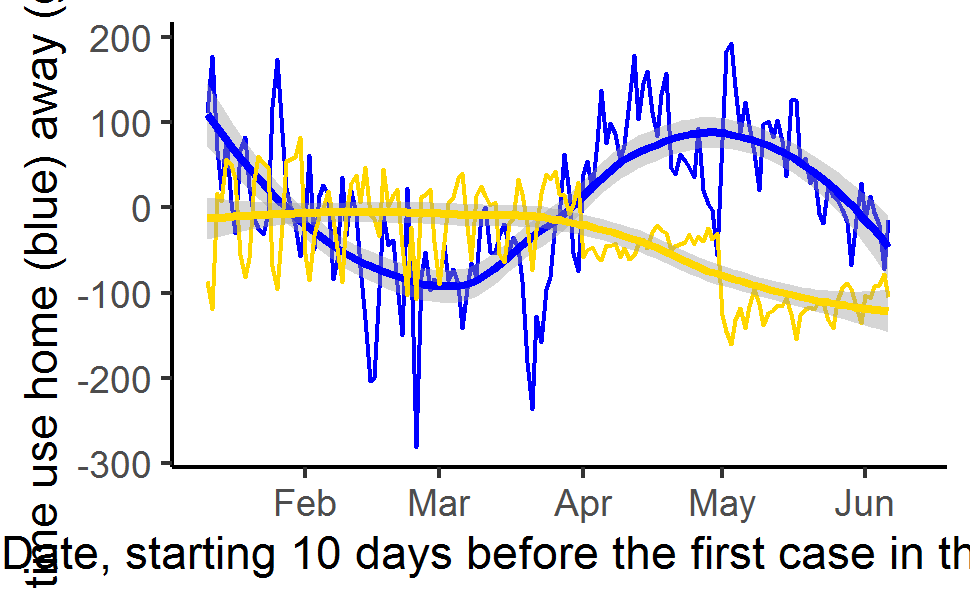 time use home (blue) away (
200
100
0
-100
-200
-300
Feb Mar Apr May Jun
Date, starting 10 days before the first case in th